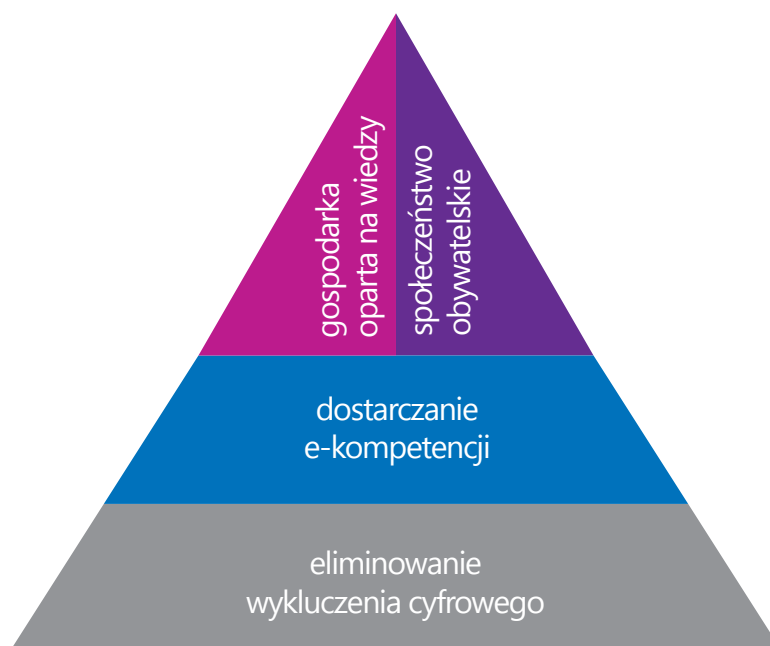 gospodarka
oparta na wiedzy
społeczeństwo
obywatelskie
dostarczanie
e-kompetencji
eliminowanie
wykluczenia cyfrowego